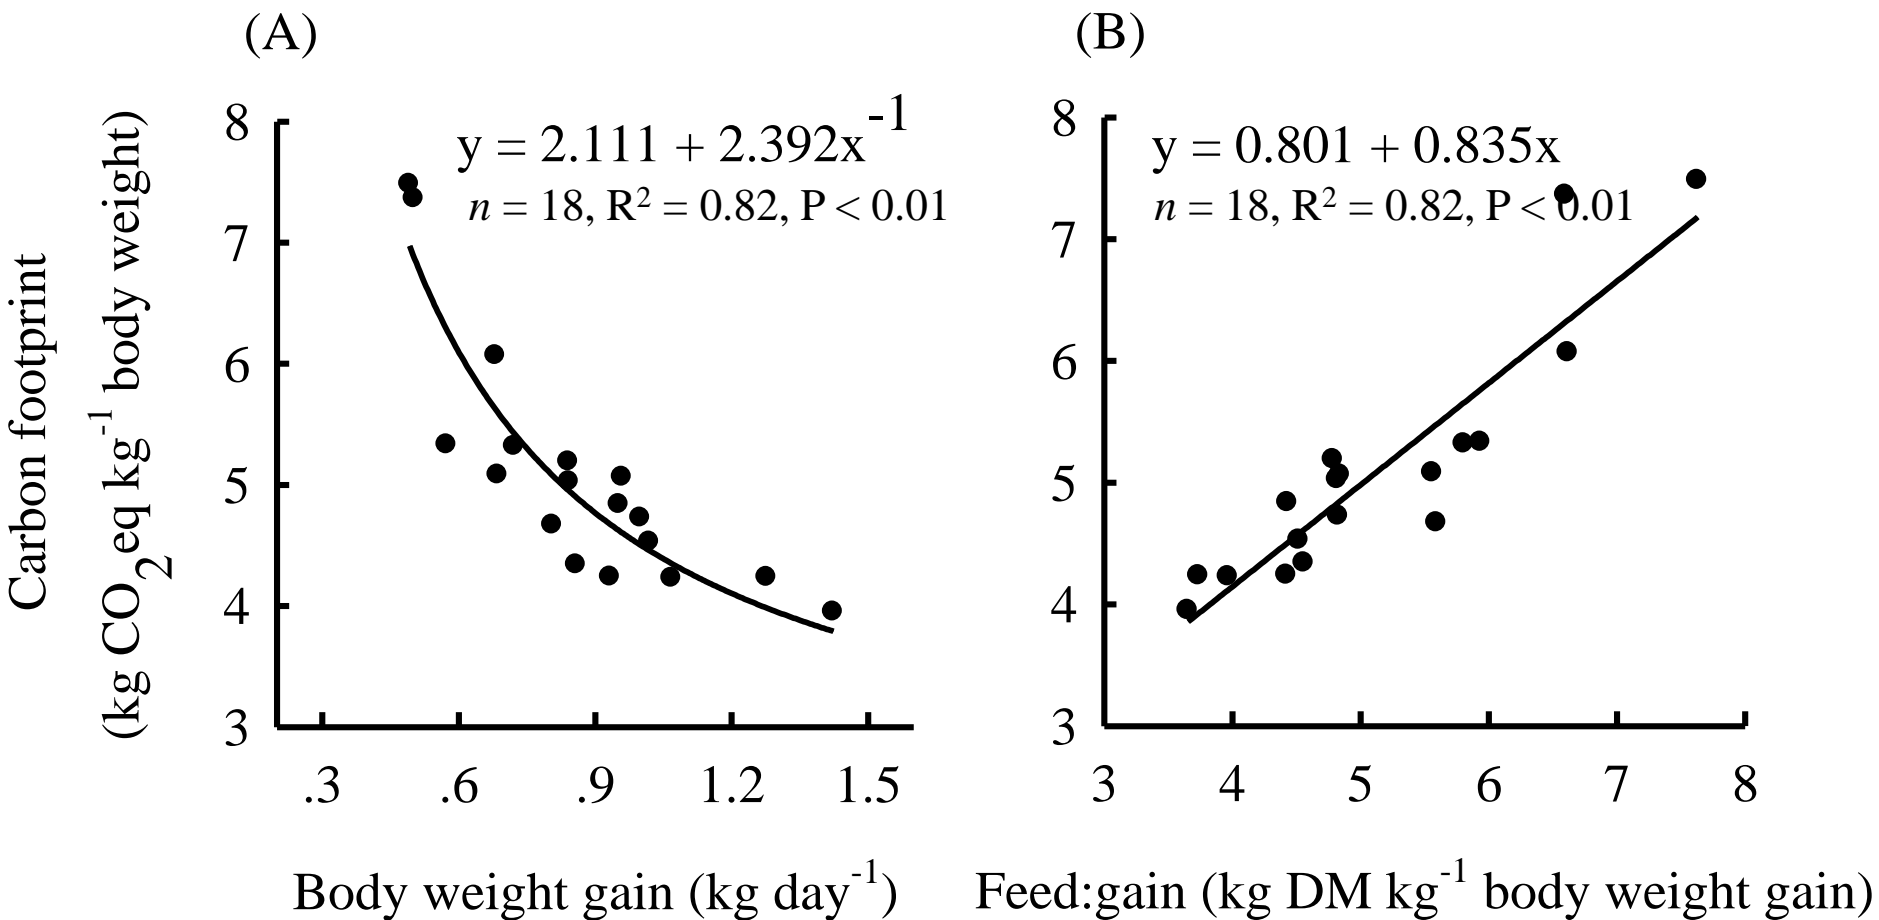 (A)
(B)
Carbon footprint
(kg CO2 eq kg-1 body weight)
8
7
6
5
4
3
y = 2.111 + 2.392x-1
n = 18, R2 = 0.82, P < 0.01
.3 .6 .9 1.2 1.5
Body weight gain (kg day-1)
8
7
6
5
4
3
y = 0.801 + 0.835x
n = 18, R2 = 0.82, P < 0.01
3 4 5 6 7 8
Feed:gain (kg DM kg-1 body weight gain)